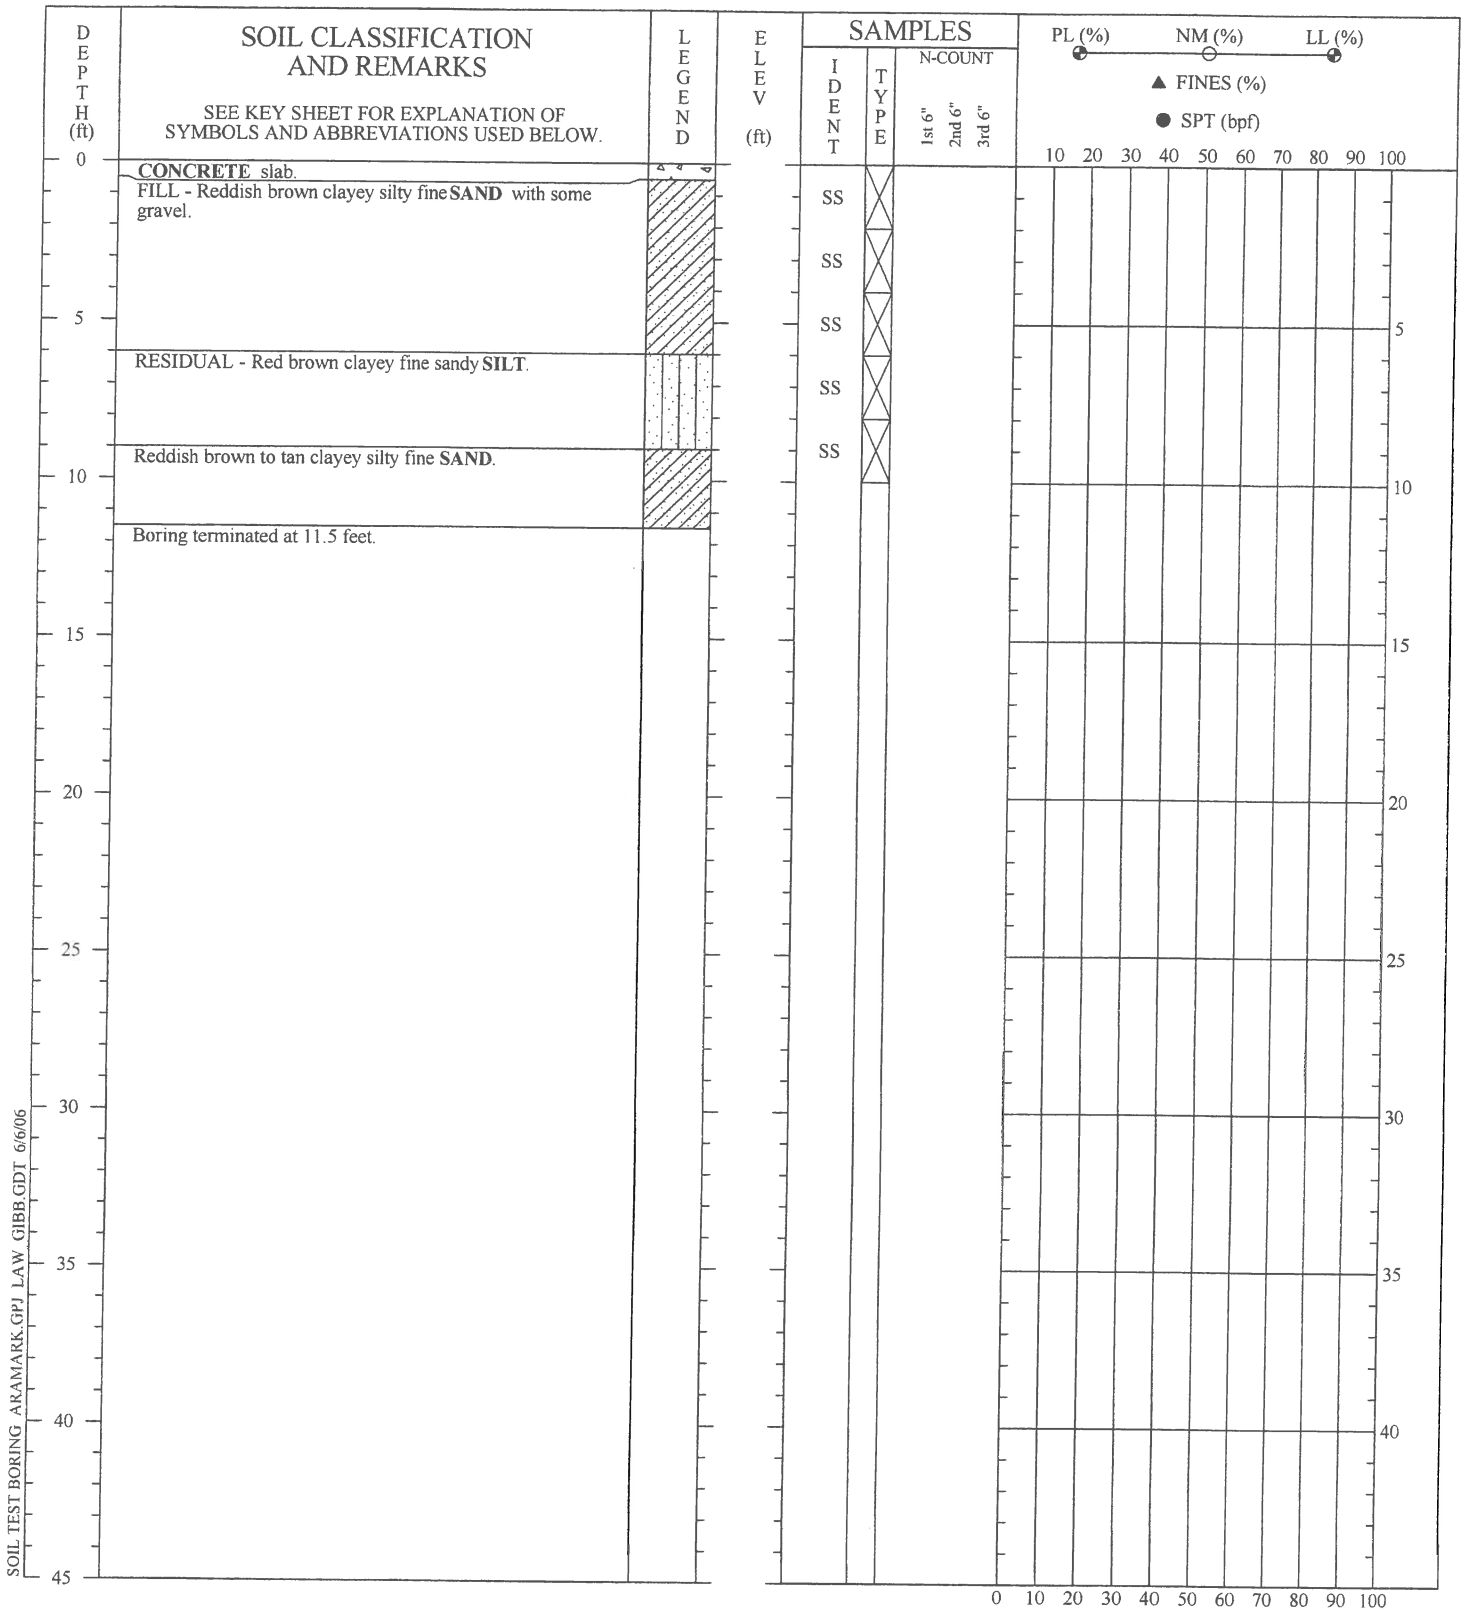 DEPTH
(ft)
SOIL CLASSIFICATION
AND REMARKS
SEE KEY SHEET FOR EXPLANATION OF
SYMBOLS AND ABBREVIATIONS USED BELOW.
LEGEND
ELEV
(ft)
SAMPLES
IDENT
TYPE
N-COUNT
1st 6"
2nd 6"
3rd 6"
PL (%) NM (%) LL (%)
▲ FINES (%)
● SPT (bpf)
10 20 30 40 50 60 70 80 90 100
0
CONCRETE slab.
FILL - Reddish brown clayey silty fine SAND with some
gravel.
SS
SS
5
SS
5
RESIDUAL - Red brown clayey fine sandy SILT.
SS
Reddish brown to tan clayey silty fine SAND.
SS
10
10
Boring terminated at 11.5 feet.
15
15
20
20
25
25
30
30
35
35
40
40
45
0 10 20 30 40 50 60 70 80 90 100
SOIL TEST BORING ARAMARK.GPJ LAW_GIBB.GDT 6/6/06